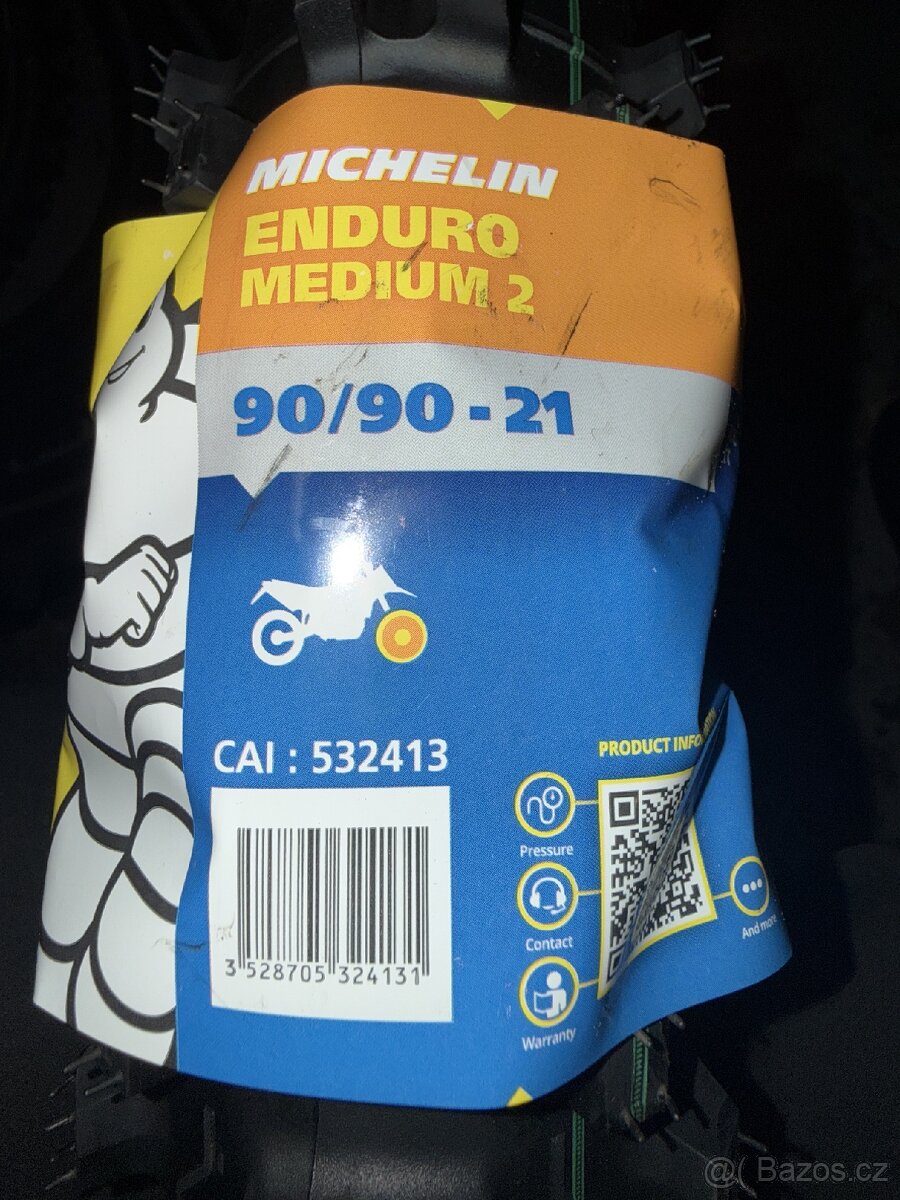 MICHELIN
ENDURO
MEDIUM 2
90/90 - 21
CAI : 532413
3 528705 324131
PRODUCT
Pressure
Contact
Warranty
And more
@( Bazos.cz